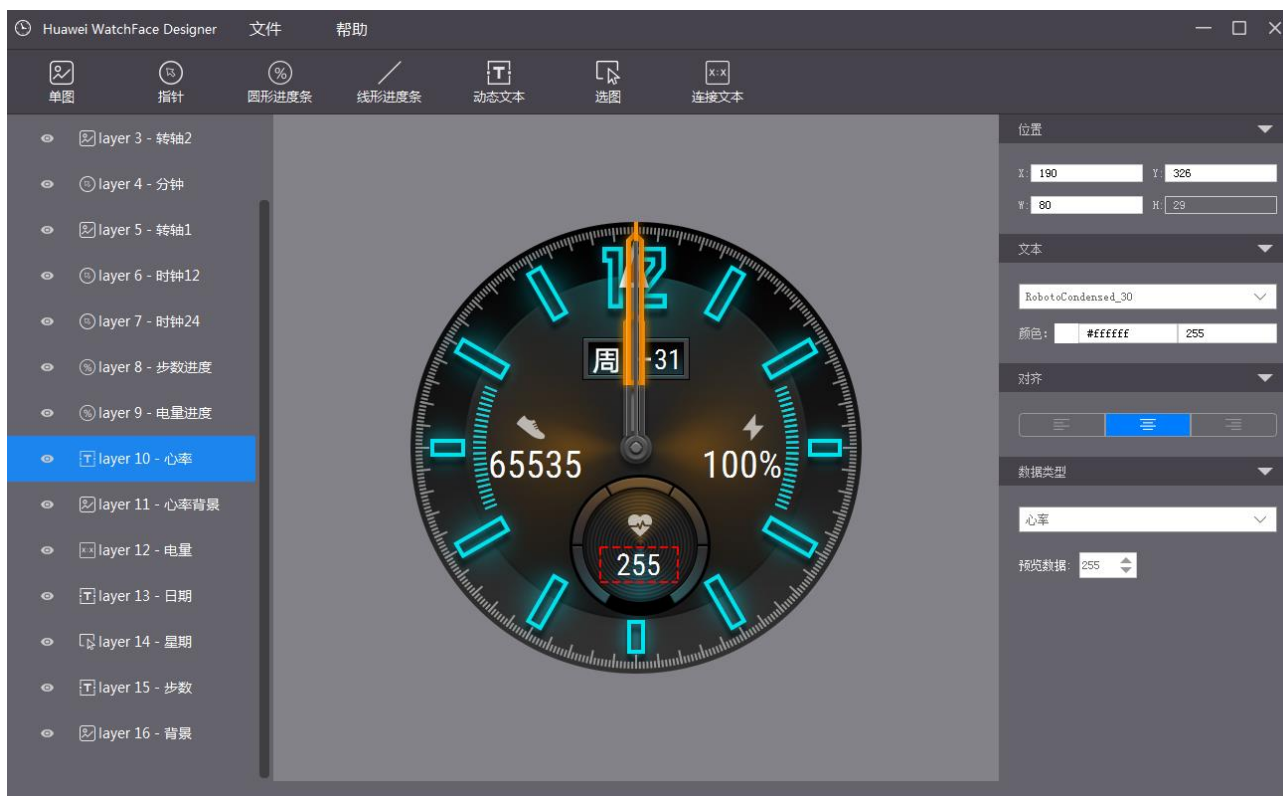 Huawei WatchFace Designer 文件 帮助
单图 指针 圆形进度条 线形进度条 动态文本 选图 连接文本
layer 3 - 转轴2
layer 4 - 分钟
layer 5 - 转轴1
layer 6 - 时钟12
layer 7 - 时钟24
layer 8 - 步数进度
layer 9 - 电量进度
layer 10 - 心率
layer 11 - 心率背景
layer 12 - 电量
layer 13 - 日期
layer 14 - 星期
layer 15 - 步数
layer 16 - 背景
12
周 -31
65535 100%
255
位置
X: 190 Y: 326
W: 80 H: 29
文本
RobotoCondensed_30
颜色: #ffffff 255
对齐
数据类型
心率
预览数据: 255